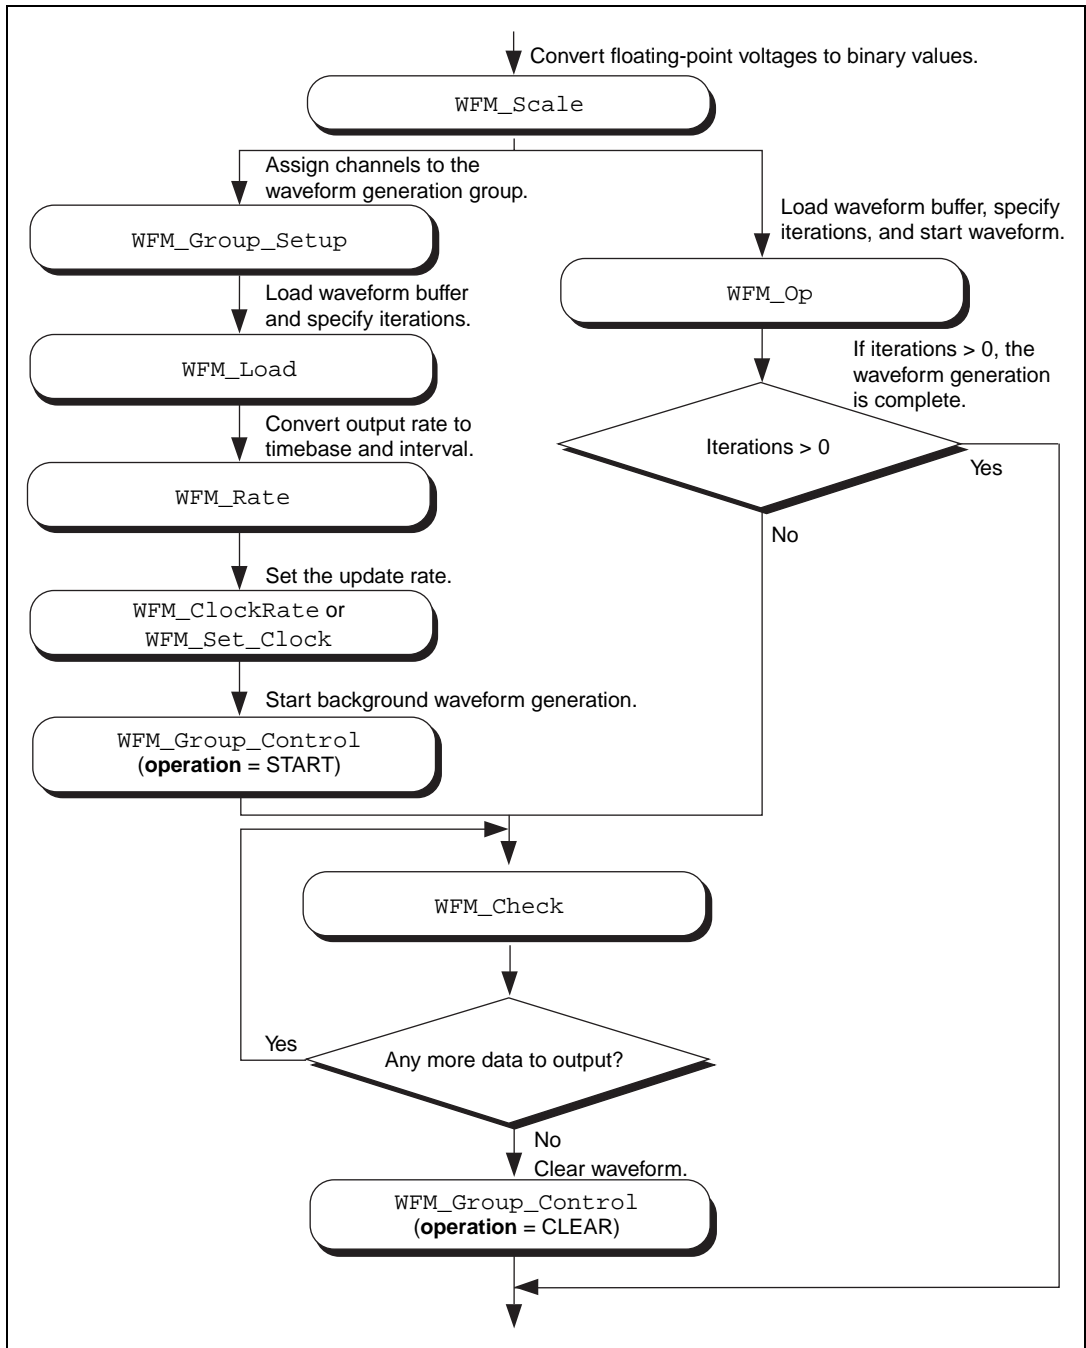 Convert floating-point voltages to binary values.
WFM_Scale
Assign channels to the
waveform generation group.
WFM_Group_Setup
Load waveform buffer
and specify iterations.
WFM_Load
Convert output rate to
timebase and interval.
WFM_Rate
Set the update rate.
WFM_ClockRate or
WFM_Set_Clock
Start background waveform generation.
WFM_Group_Control
(operation = START)
Load waveform buffer, specify
iterations, and start waveform.
WFM_Op
If iterations > 0, the
waveform generation
is complete.
Iterations > 0
Yes
No
WFM_Check
Yes
Any more data to output?
No
Clear waveform.
WFM_Group_Control
(operation = CLEAR)